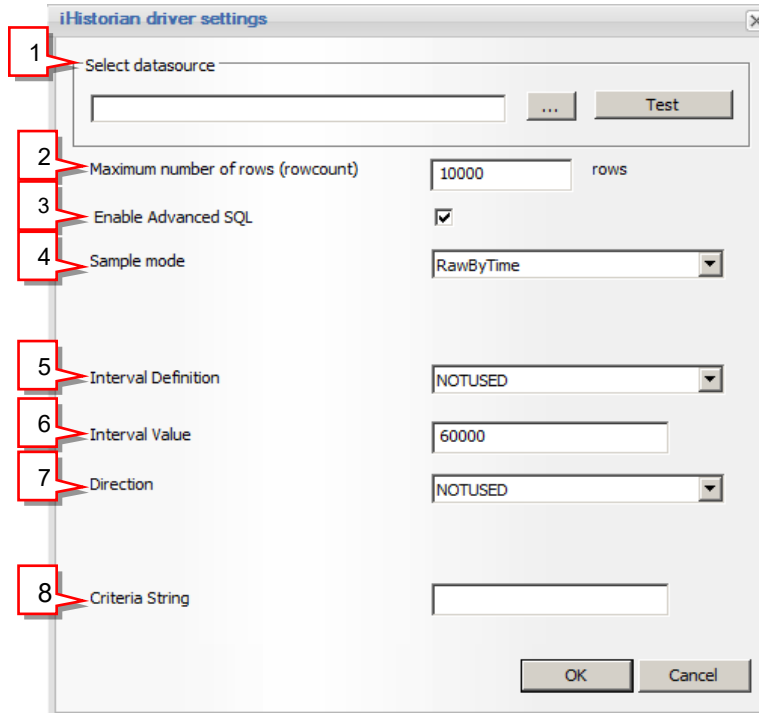 iHistorian driver settings
1
Select datasource
... Test
2
Maximum number of rows (rowcount) 10000 rows
3
Enable Advanced SQL
4
Sample mode RawByTime
5
Interval Definition NOTUSED
6
Interval Value 60000
7
Direction NOTUSED
8
Criteria String
OK Cancel